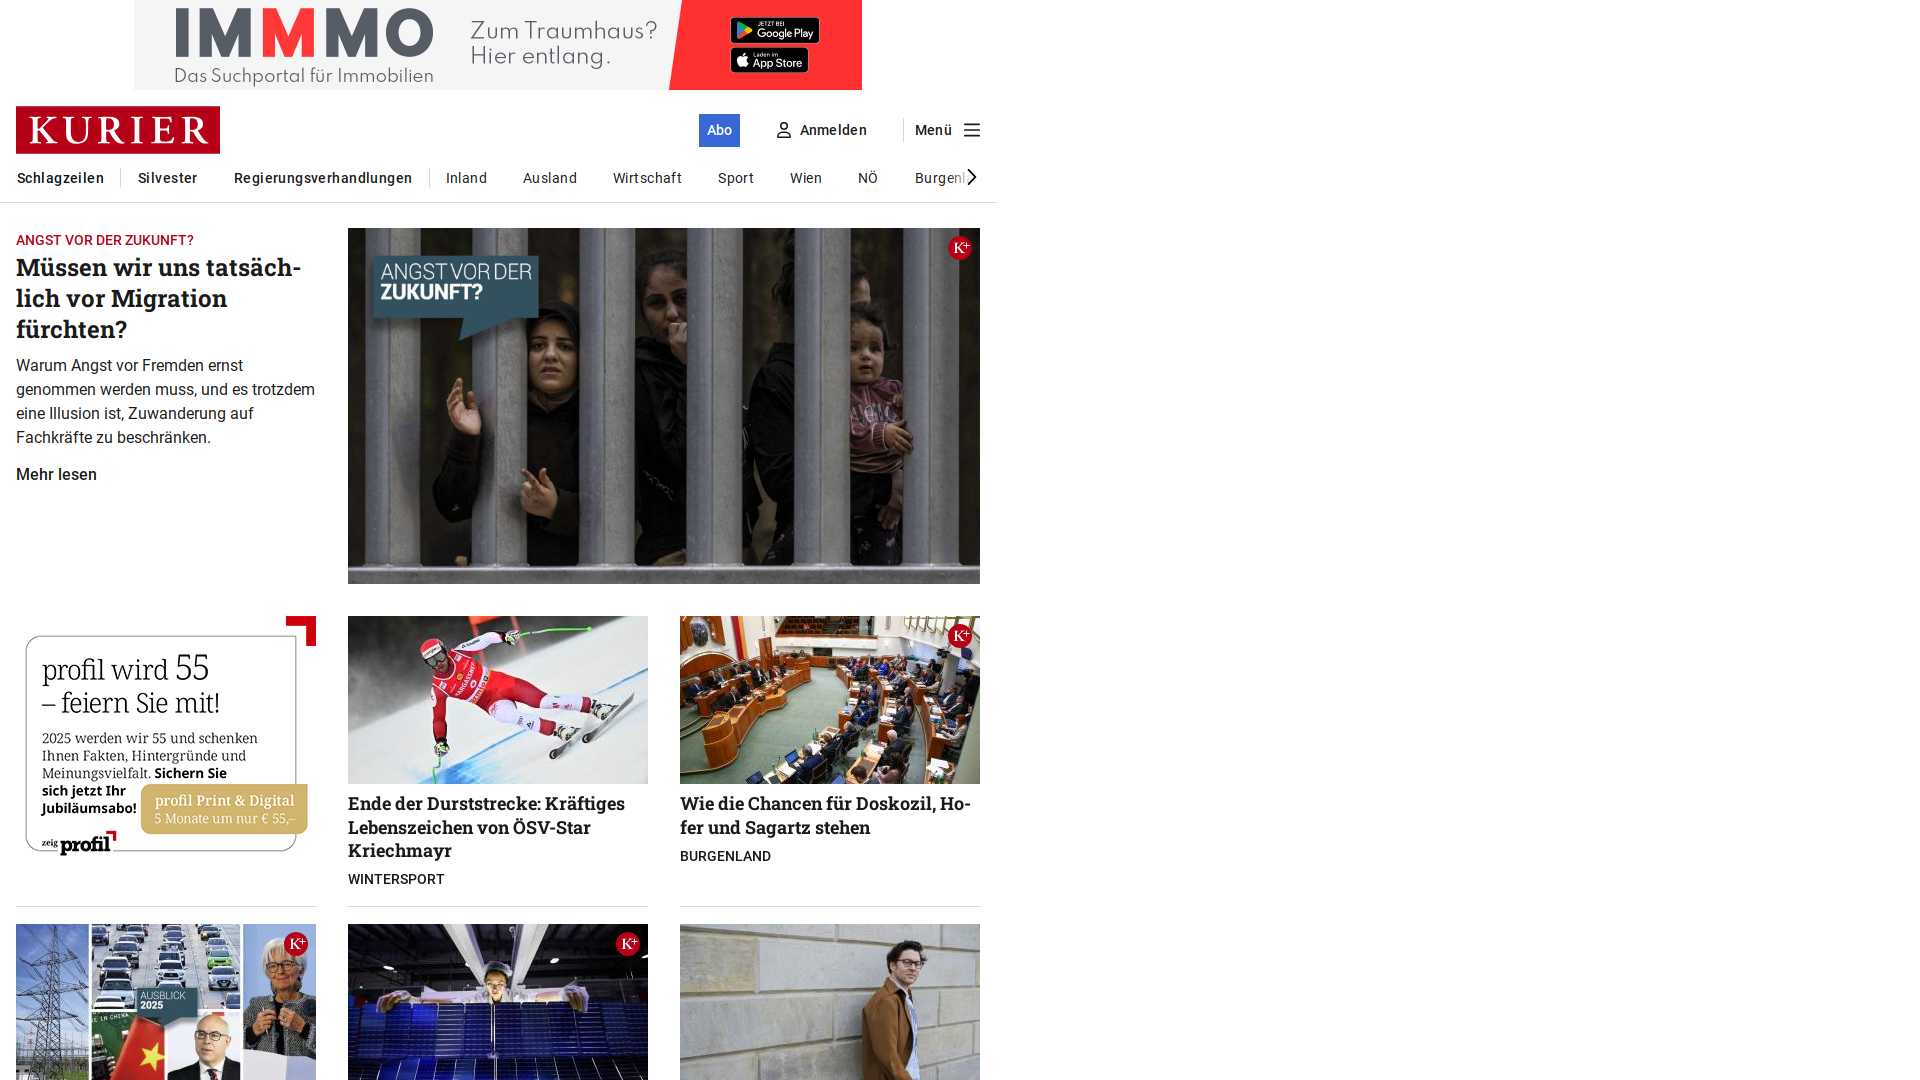 IMMMO
Das Suchportal für Immobilien
Zum Traumhaus?
Hier entlang.
JETZT BEI
Google Play
Laden im
App Store
KURIER
Abo
Anmelden
Menü
Schlagzeilen
Silvester
Regierungsverhandlungen
Inland
Ausland
Wirtschaft
Sport
Wien
NÖ
Burgenl
ANGST VOR DER ZUKUNFT?
Müssen wir uns tatsäch-
lich vor Migration
fürchten?
Warum Angst vor Fremden ernst
genommen werden muss, und es trotzdem
eine Illusion ist, Zuwanderung auf
Fachkräfte zu beschränken.
Mehr lesen
ANGST VOR DER
ZUKUNFT?
K+
profil wird 55
– feiern Sie mit!
2025 werden wir 55 und schenken
Ihnen Fakten, Hintergründe und
Meinungsvielfalt. Sichern Sie
sich jetzt Ihr
Jubiläumsabo!
profil Print & Digital
5 Monate um nur € 55,–
zeig profil
Ende der Durststrecke: Kräftiges
Lebenszeichen von ÖSV-Star
Kriechmayr
WINTERSPORT
K+
Wie die Chancen für Doskozil, Ho-
fer und Sagartz stehen
BURGENLAND
K+
AUSBLICK
2025
K+